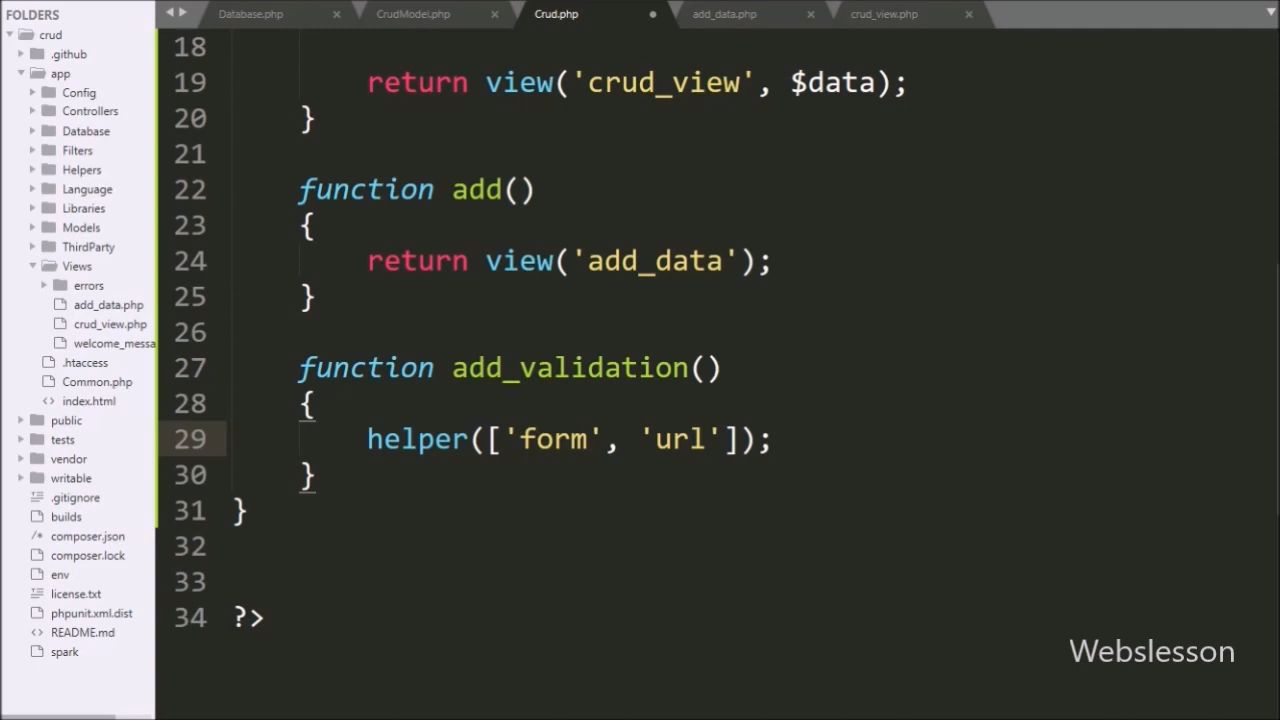 FOLDERS
crud
.github
app
Config
Controllers
Database
Filters
Helpers
Language
Libraries
Models
ThirdParty
Views
errors
add_data.php
crud_view.php
welcome_messa
.htaccess
Common.php
index.html
public
tests
vendor
writable
.gitignore
builds
composer.json
composer.lock
env
license.txt
phpunit.xml.dist
README.md
spark
Database.php × CrudModel.php × Crud.php add_data.php × crud_view.php ×
18
19 return view('crud_view', $data);
20 }
21
22 function add()
23 {
24 return view('add_data');
25 }
26
27 function add_validation()
28 {
29 helper(['form', 'url']);
30 }
31 }
32
33
34 ?>
Webslesson